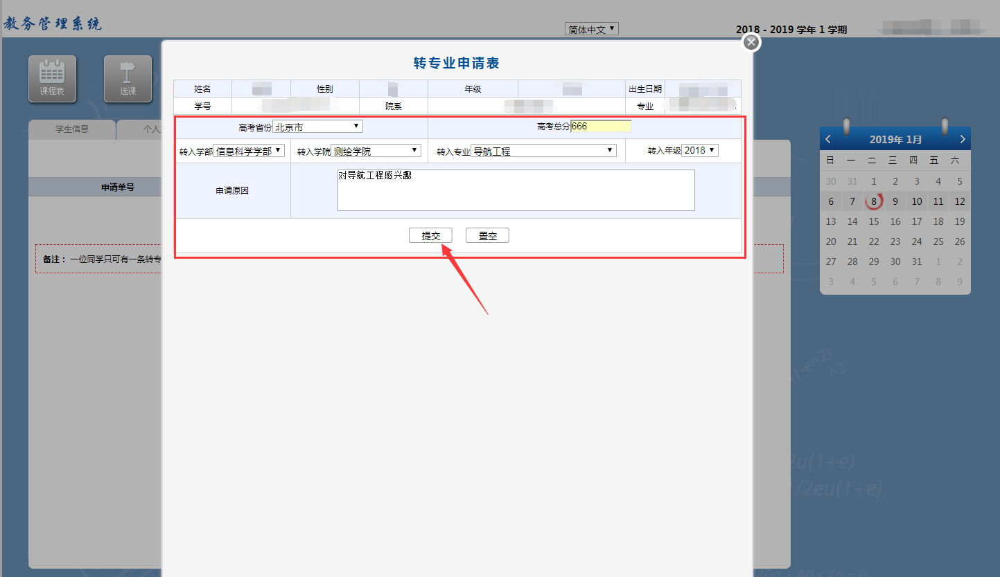 教务管理系统
简体中文
2018 - 2019 学年 1 学期
课程表
选课
学生信息
个人
申请单号
备注： 一位同学只可有一条转专
转专业申请表
姓名 性别 年级 出生日期
学号 院系 专业
高考省份 北京市 高考总分 666
转入学部 信息科学学部 转入学院 测绘学院 转入专业 导航工程 转入年级 2018
申请原因 对导航工程感兴趣
提交 置空
2019年 1月
日 一 二 三 四 五 六
30 31 1 2 3 4 5
6 7 8 9 10 11 12
13 14 15 16 17 18 19
20 21 22 23 24 25 26
27 28 29 30 31 1 2
3 4 5 6 7 8 9
(1-e^2)
^2
2u(1+e)
/2eu(1+e)